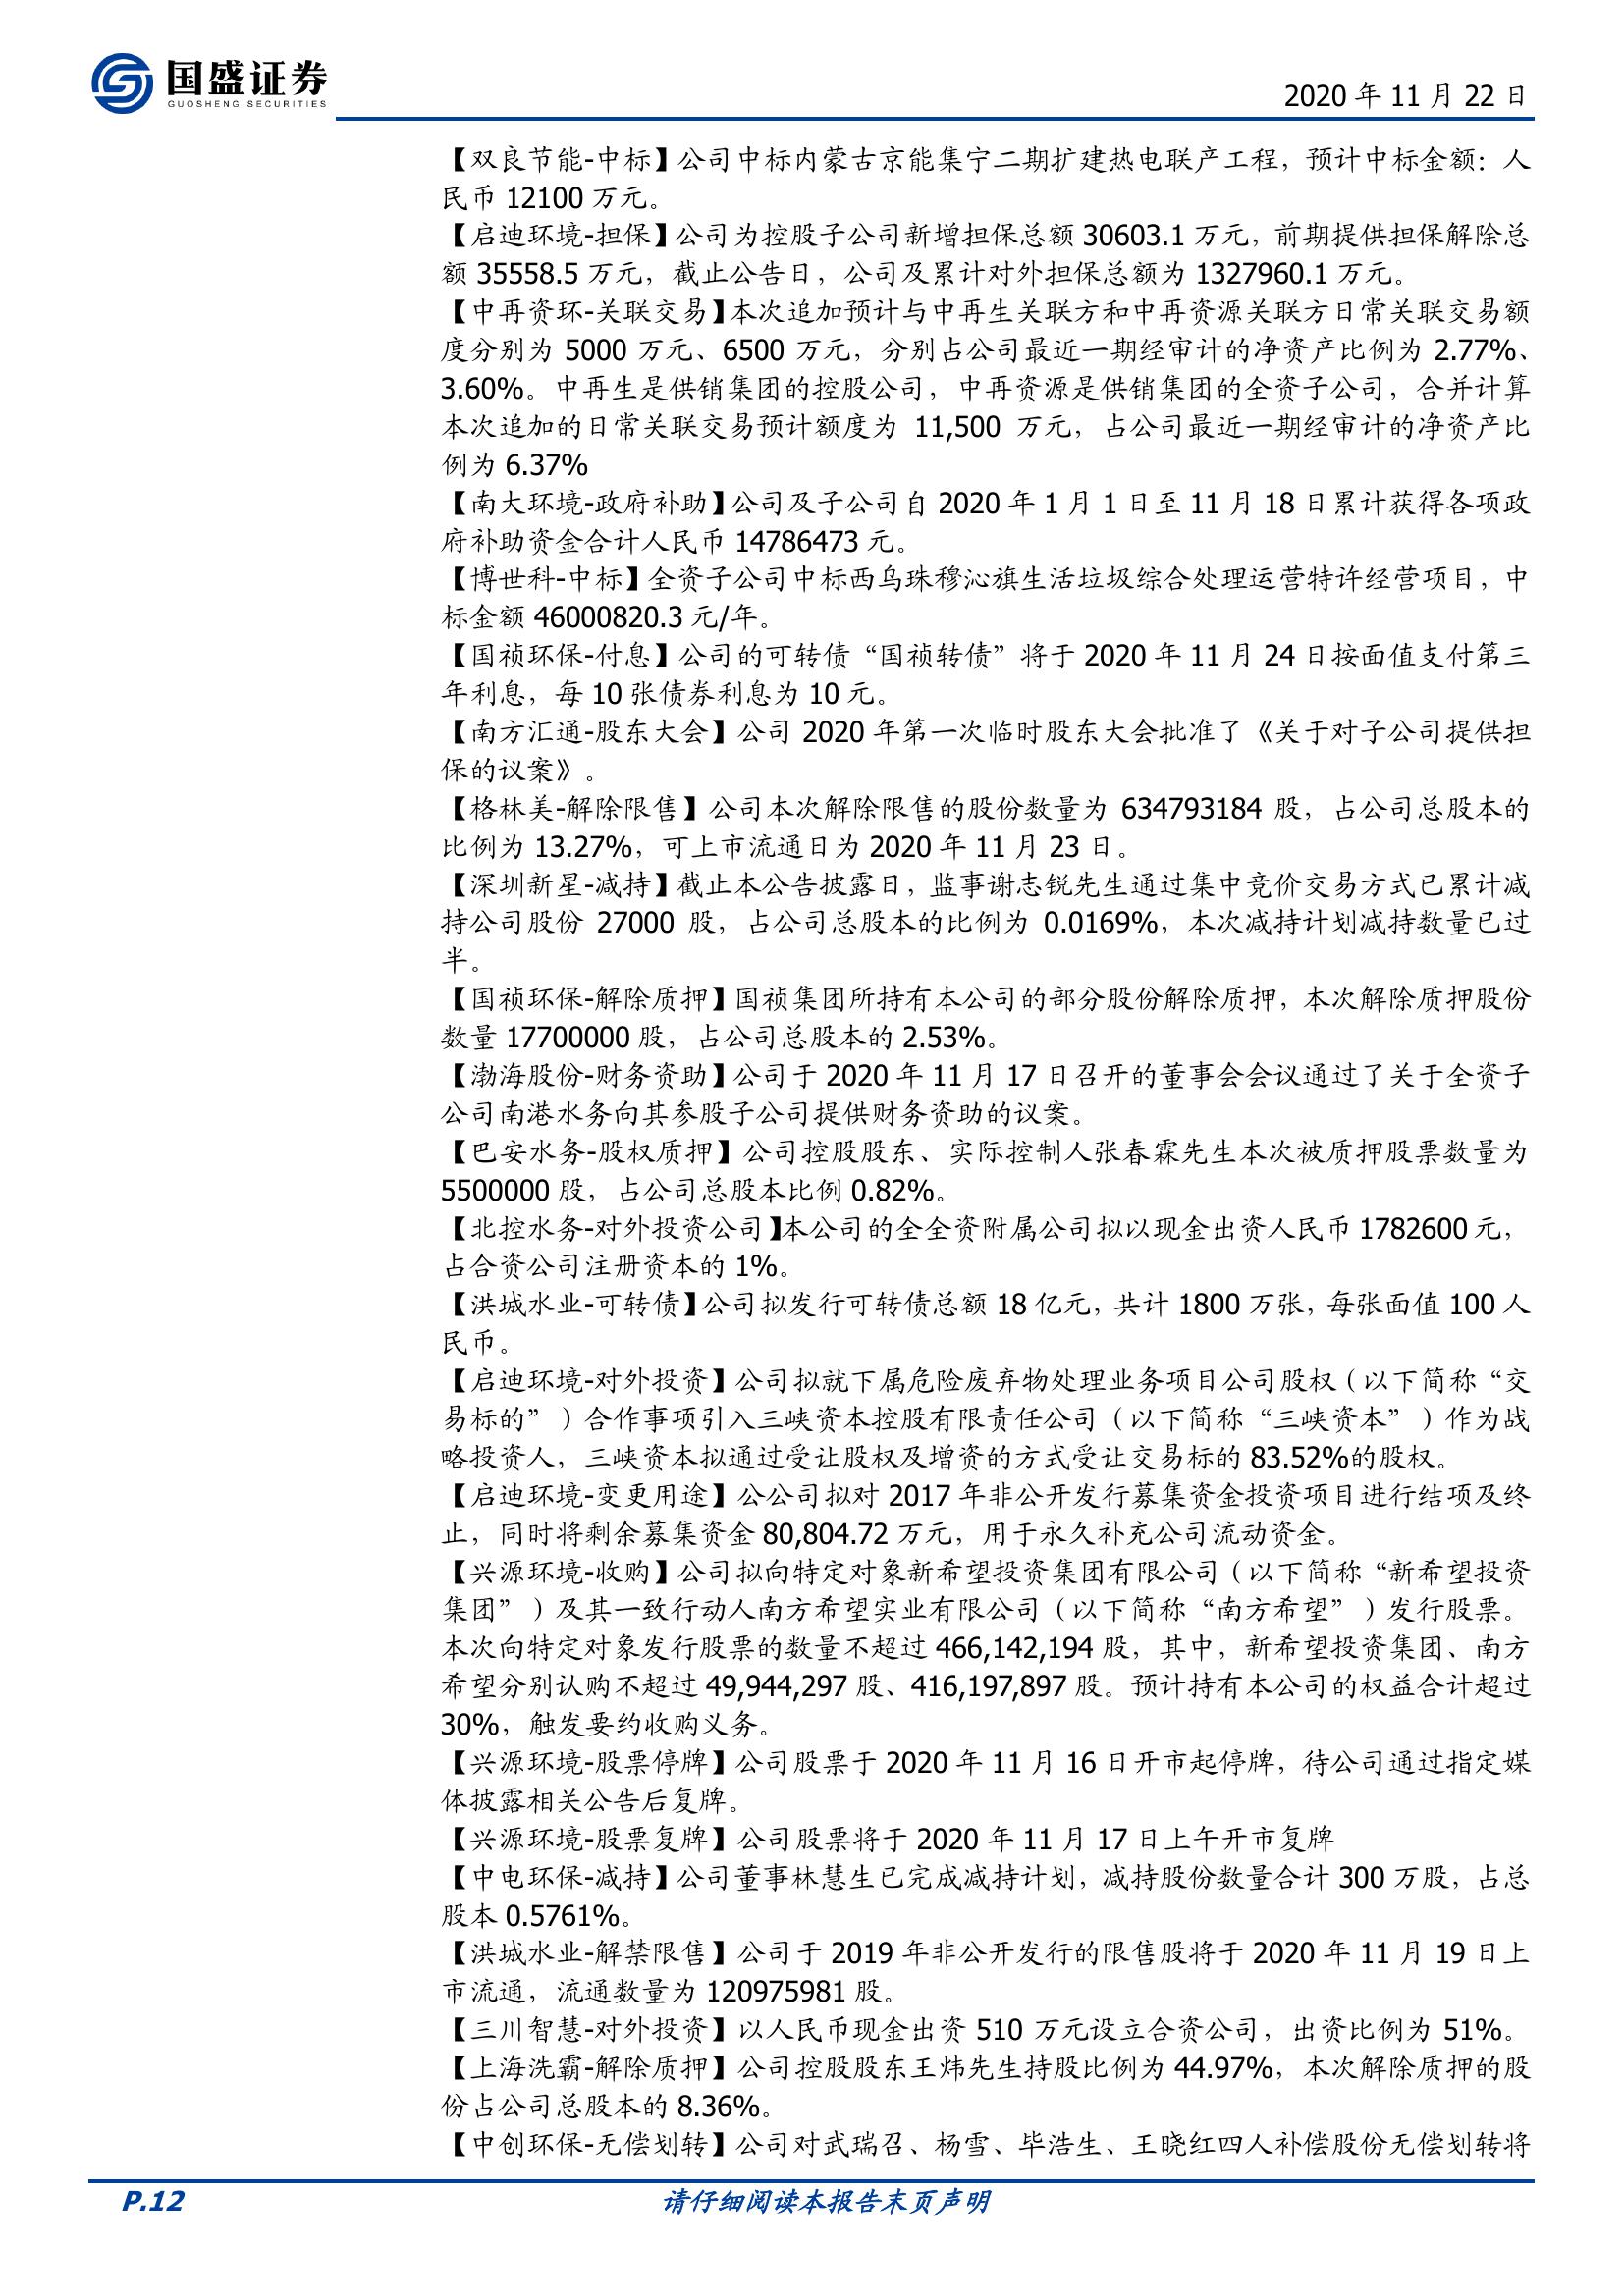 国盛证券
GUOSHENG SECURITIES
2020 年 11 月 22 日
【双良节能-中标】公司中标内蒙古京能集宁二期扩建热电联产工程，预计中标金额：人
民币 12100 万元。
【启迪环境-担保】公司为控股子公司新增担保总额 30603.1 万元，前期提供担保解除总
额 35558.5 万元，截止公告日，公司及累计对外担保总额为 1327960.1 万元。
【中再资环-关联交易】本次追加预计与中再生关联方和中再资源关联方日常关联交易额
度分别为 5000 万元、6500 万元，分别占公司最近一期经审计的净资产比例为 2.77%、
3.60%。中再生是供销集团的控股公司，中再资源是供销集团的全资子公司，合并计算
本次追加的日常关联交易预计额度为 11,500 万元，占公司最近一期经审计的净资产比
例为 6.37%
【南大环境-政府补助】公司及子公司自 2020 年 1 月 1 日至 11 月 18 日累计获得各项政
府补助资金合计人民币 14786473 元。
【博世科-中标】全资子公司中标西乌珠穆沁旗生活垃圾综合处理运营特许经营项目，中
标金额 46000820.3 元/年。
【国祯环保-付息】公司的可转债“国祯转债”将于 2020 年 11 月 24 日按面值支付第三
年利息，每 10 张债券利息为 10 元。
【南方汇通-股东大会】公司 2020 年第一次临时股东大会批准了《关于对子公司提供担
保的议案》。
【格林美-解除限售】公司本次解除限售的股份数量为 634793184 股，占公司总股本的
比例为 13.27%，可上市流通日为 2020 年 11 月 23 日。
【深圳新星-减持】截止本公告披露日，监事谢志锐先生通过集中竞价交易方式已累计减
持公司股份 27000 股，占公司总股本的比例为 0.0169%，本次减持计划减持数量已过
半。
【国祯环保-解除质押】国祯集团所持有本公司的部分股份解除质押，本次解除质押股份
数量 17700000 股，占公司总股本的 2.53%。
【渤海股份-财务资助】公司于 2020 年 11 月 17 日召开的董事会会议通过了关于全资子
公司南港水务向其参股子公司提供财务资助的议案。
【巴安水务-股权质押】公司控股股东、实际控制人张春霖先生本次被质押股票数量为
5500000 股，占公司总股本比例 0.82%。
【北控水务-对外投资公司】本公司的全全资附属公司拟以现金出资人民币 1782600 元，
占合资公司注册资本的 1%。
【洪城水业-可转债】公司拟发行可转债总额 18 亿元，共计 1800 万张，每张面值 100 人
民币。
【启迪环境-对外投资】公司拟就下属危险废弃物处理业务项目公司股权（以下简称“交
易标的”）合作事项引入三峡资本控股有限责任公司（以下简称“三峡资本”）作为战
略投资人，三峡资本拟通过受让股权及增资的方式受让交易标的 83.52%的股权。
【启迪环境-变更用途】公公司拟对 2017 年非公开发行募集资金投资项目进行结项及终
止，同时将剩余募集资金 80,804.72 万元，用于永久补充公司流动资金。
【兴源环境-收购】公司拟向特定对象新希望投资集团有限公司（以下简称“新希望投资
集团”）及其一致行动人南方希望实业有限公司（以下简称“南方希望”）发行股票。
本次向特定对象发行股票的数量不超过 466,142,194 股，其中，新希望投资集团、南方
希望分别认购不超过 49,944,297 股、416,197,897 股。预计持有本公司的权益合计超过
30%，触发要约收购义务。
【兴源环境-股票停牌】公司股票于 2020 年 11 月 16 日开市起停牌，待公司通过指定媒
体披露相关公告后复牌。
【兴源环境-股票复牌】公司股票将于 2020 年 11 月 17 日上午开市复牌
【中电环保-减持】公司董事林慧生已完成减持计划，减持股份数量合计 300 万股，占总
股本 0.5761%。
【洪城水业-解禁限售】公司于 2019 年非公开发行的限售股将于 2020 年 11 月 19 日上
市流通，流通数量为 120975981 股。
【三川智慧-对外投资】以人民币现金出资 510 万元设立合资公司，出资比例为 51%。
【上海洗霸-解除质押】公司控股股东王炜先生持股比例为 44.97%，本次解除质押的股
份占公司总股本的 8.36%。
【中创环保-无偿划转】公司对武瑞召、杨雪、毕浩生、王晓红四人补偿股份无偿划转将
P.12
请仔细阅读本报告末页声明